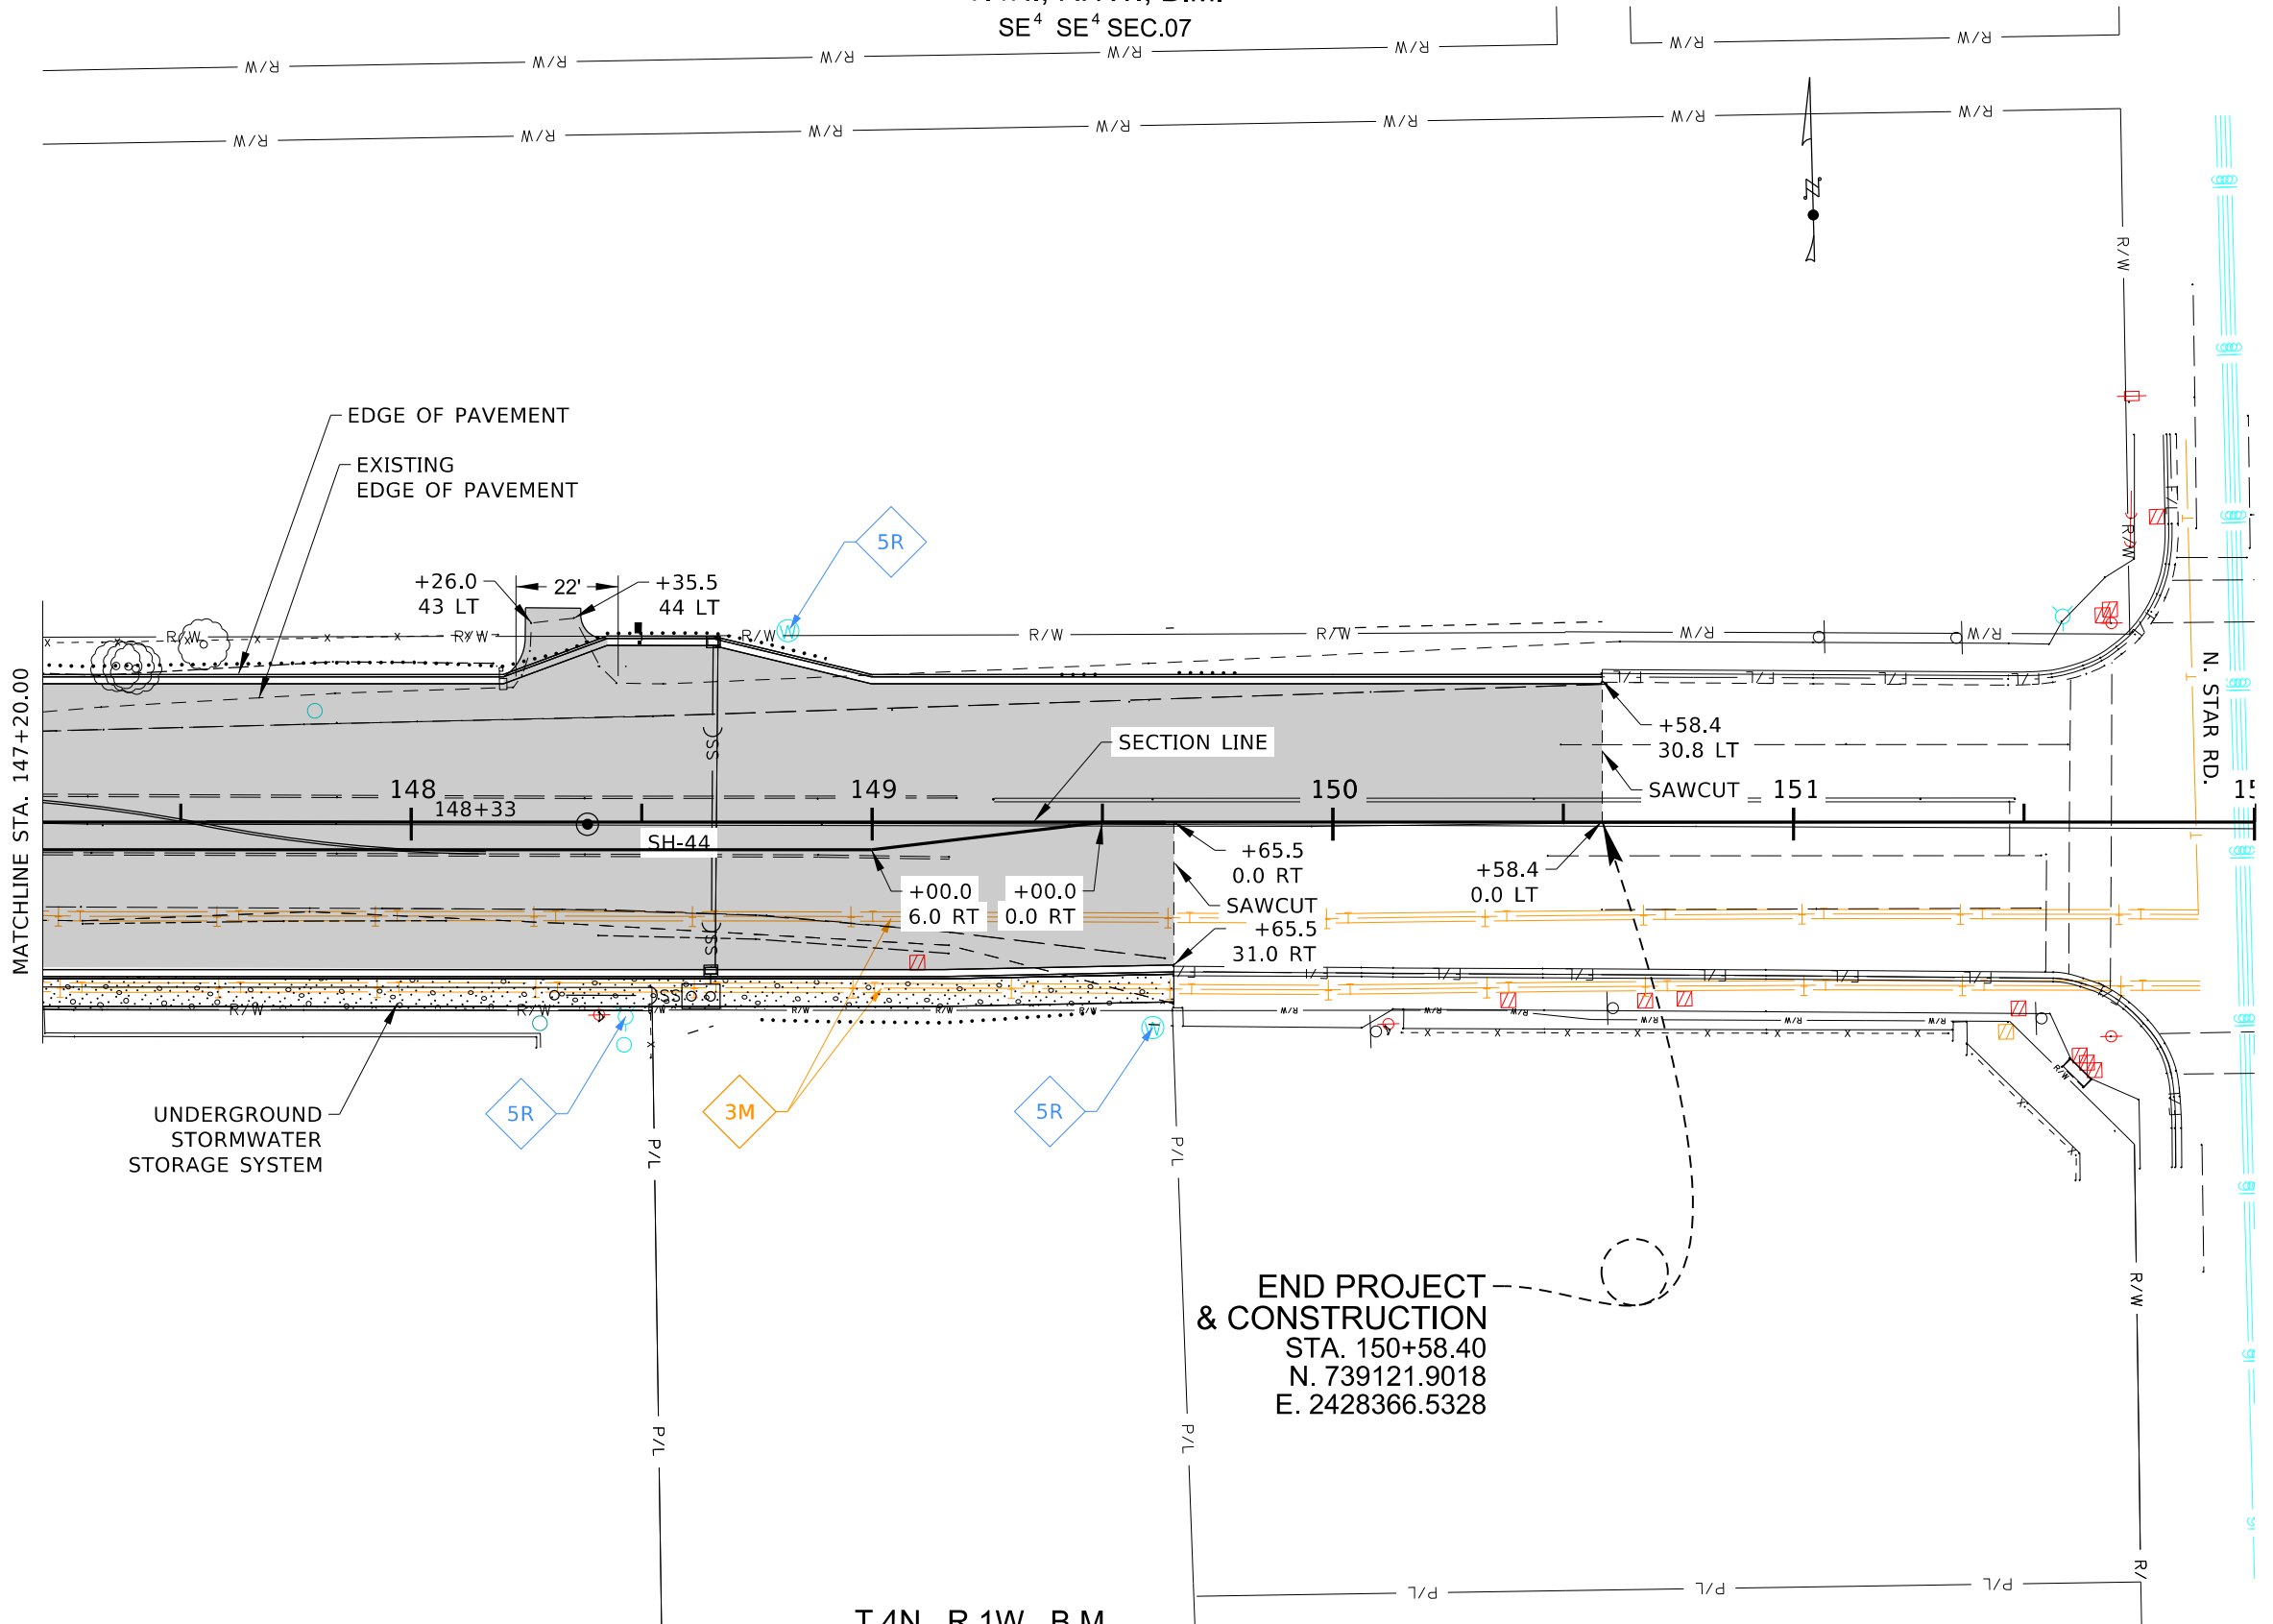 SE⁴ SE⁴ SEC.07
R/W R/W R/W R/W R/W R/W R/W
R/W R/W R/W R/W R/W R/W R/W
R/W
EDGE OF PAVEMENT
EXISTING
EDGE OF PAVEMENT
5R
+26.0
43 LT
22'
+35.5
44 LT
R/W R/W R/W R/W R/W R/W R/W
R/W
F/L F/L F/L F/L
N. STAR RD.
MATCHLINE STA. 147+20.00
SECTION LINE
+58.4
30.8 LT
SAWCUT
148
149
150
151
148+33
SS
SH-44
+00.0
6.0 RT
+00.0
0.0 RT
+65.5
0.0 RT
SAWCUT
+65.5
31.0 RT
+58.4
0.0 LT
SS
SS
W
W
R/W R/W R/W R/W R/W R/W R/W R/W R/W R/W
F/L F/L F/L F/L F/L F/L F/L
UNDERGROUND
STORMWATER
STORAGE SYSTEM
5R
3M
5R
P/L
P/L
R/W
R/W
END PROJECT
& CONSTRUCTION
STA. 150+58.40
N. 739121.9018
E. 2428366.5328
P/L
P/L
P/L P/L P/L
T.4N., R.1W., B.M.